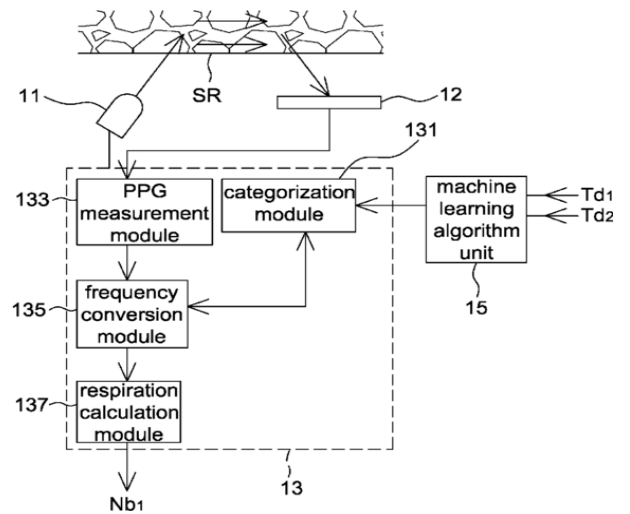 SR
11
12
131
133
PPG
measurement
module
categorization
module
machine
learning
algorithm
unit
Td1
Td2
15
135
frequency
conversion
module
137
respiration
calculation
module
13
Nb1